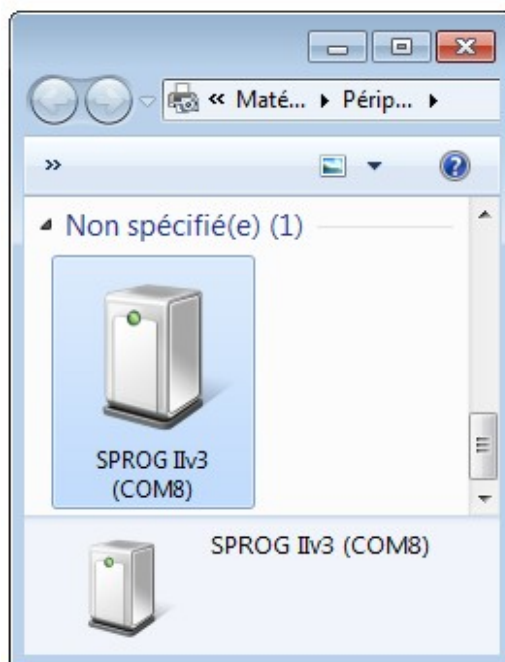 « Maté... ▸ Périp... ▸
»
Non spécifié(e) (1)
SPROG IIv3
(COM8)
SPROG IIv3 (COM8)